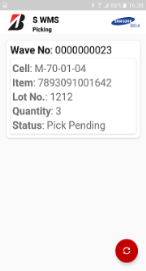 S WMS
Picking
SAMSUNG
Wave No: 0000000023
Cell: M-70-01-04
Item: 7893091001642
Lot No.: 1212
Quantity: 3
Status: Pick Pending